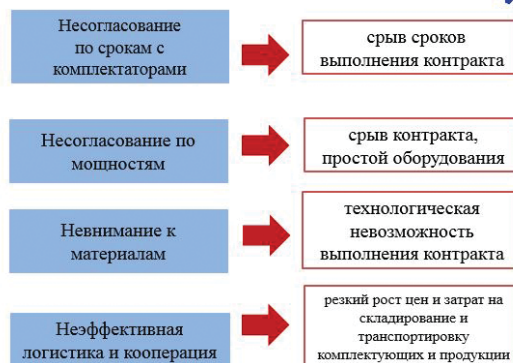 Несогласование
по срокам с
комплектаторами
срыв сроков
выполнения контракта
Несогласование по
мощностям
срыв контракта,
простой оборудования
Невнимание к
материалам
технологическая
невозможность
выполнения контракта
Неэффективная
логистика и кооперация
резкий рост цен и затрат на
складирование и
транспортировку
комплектующих и продукции